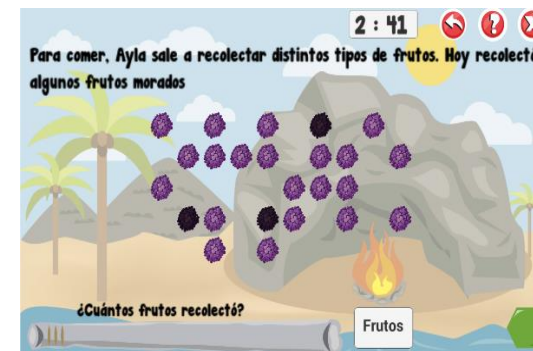 2 : 41
Para comer, Ayla sale a recolectar distintos tipos de frutos. Hoy recolectó
algunos frutos morados
¿Cuántos frutos recolectó?
Frutos